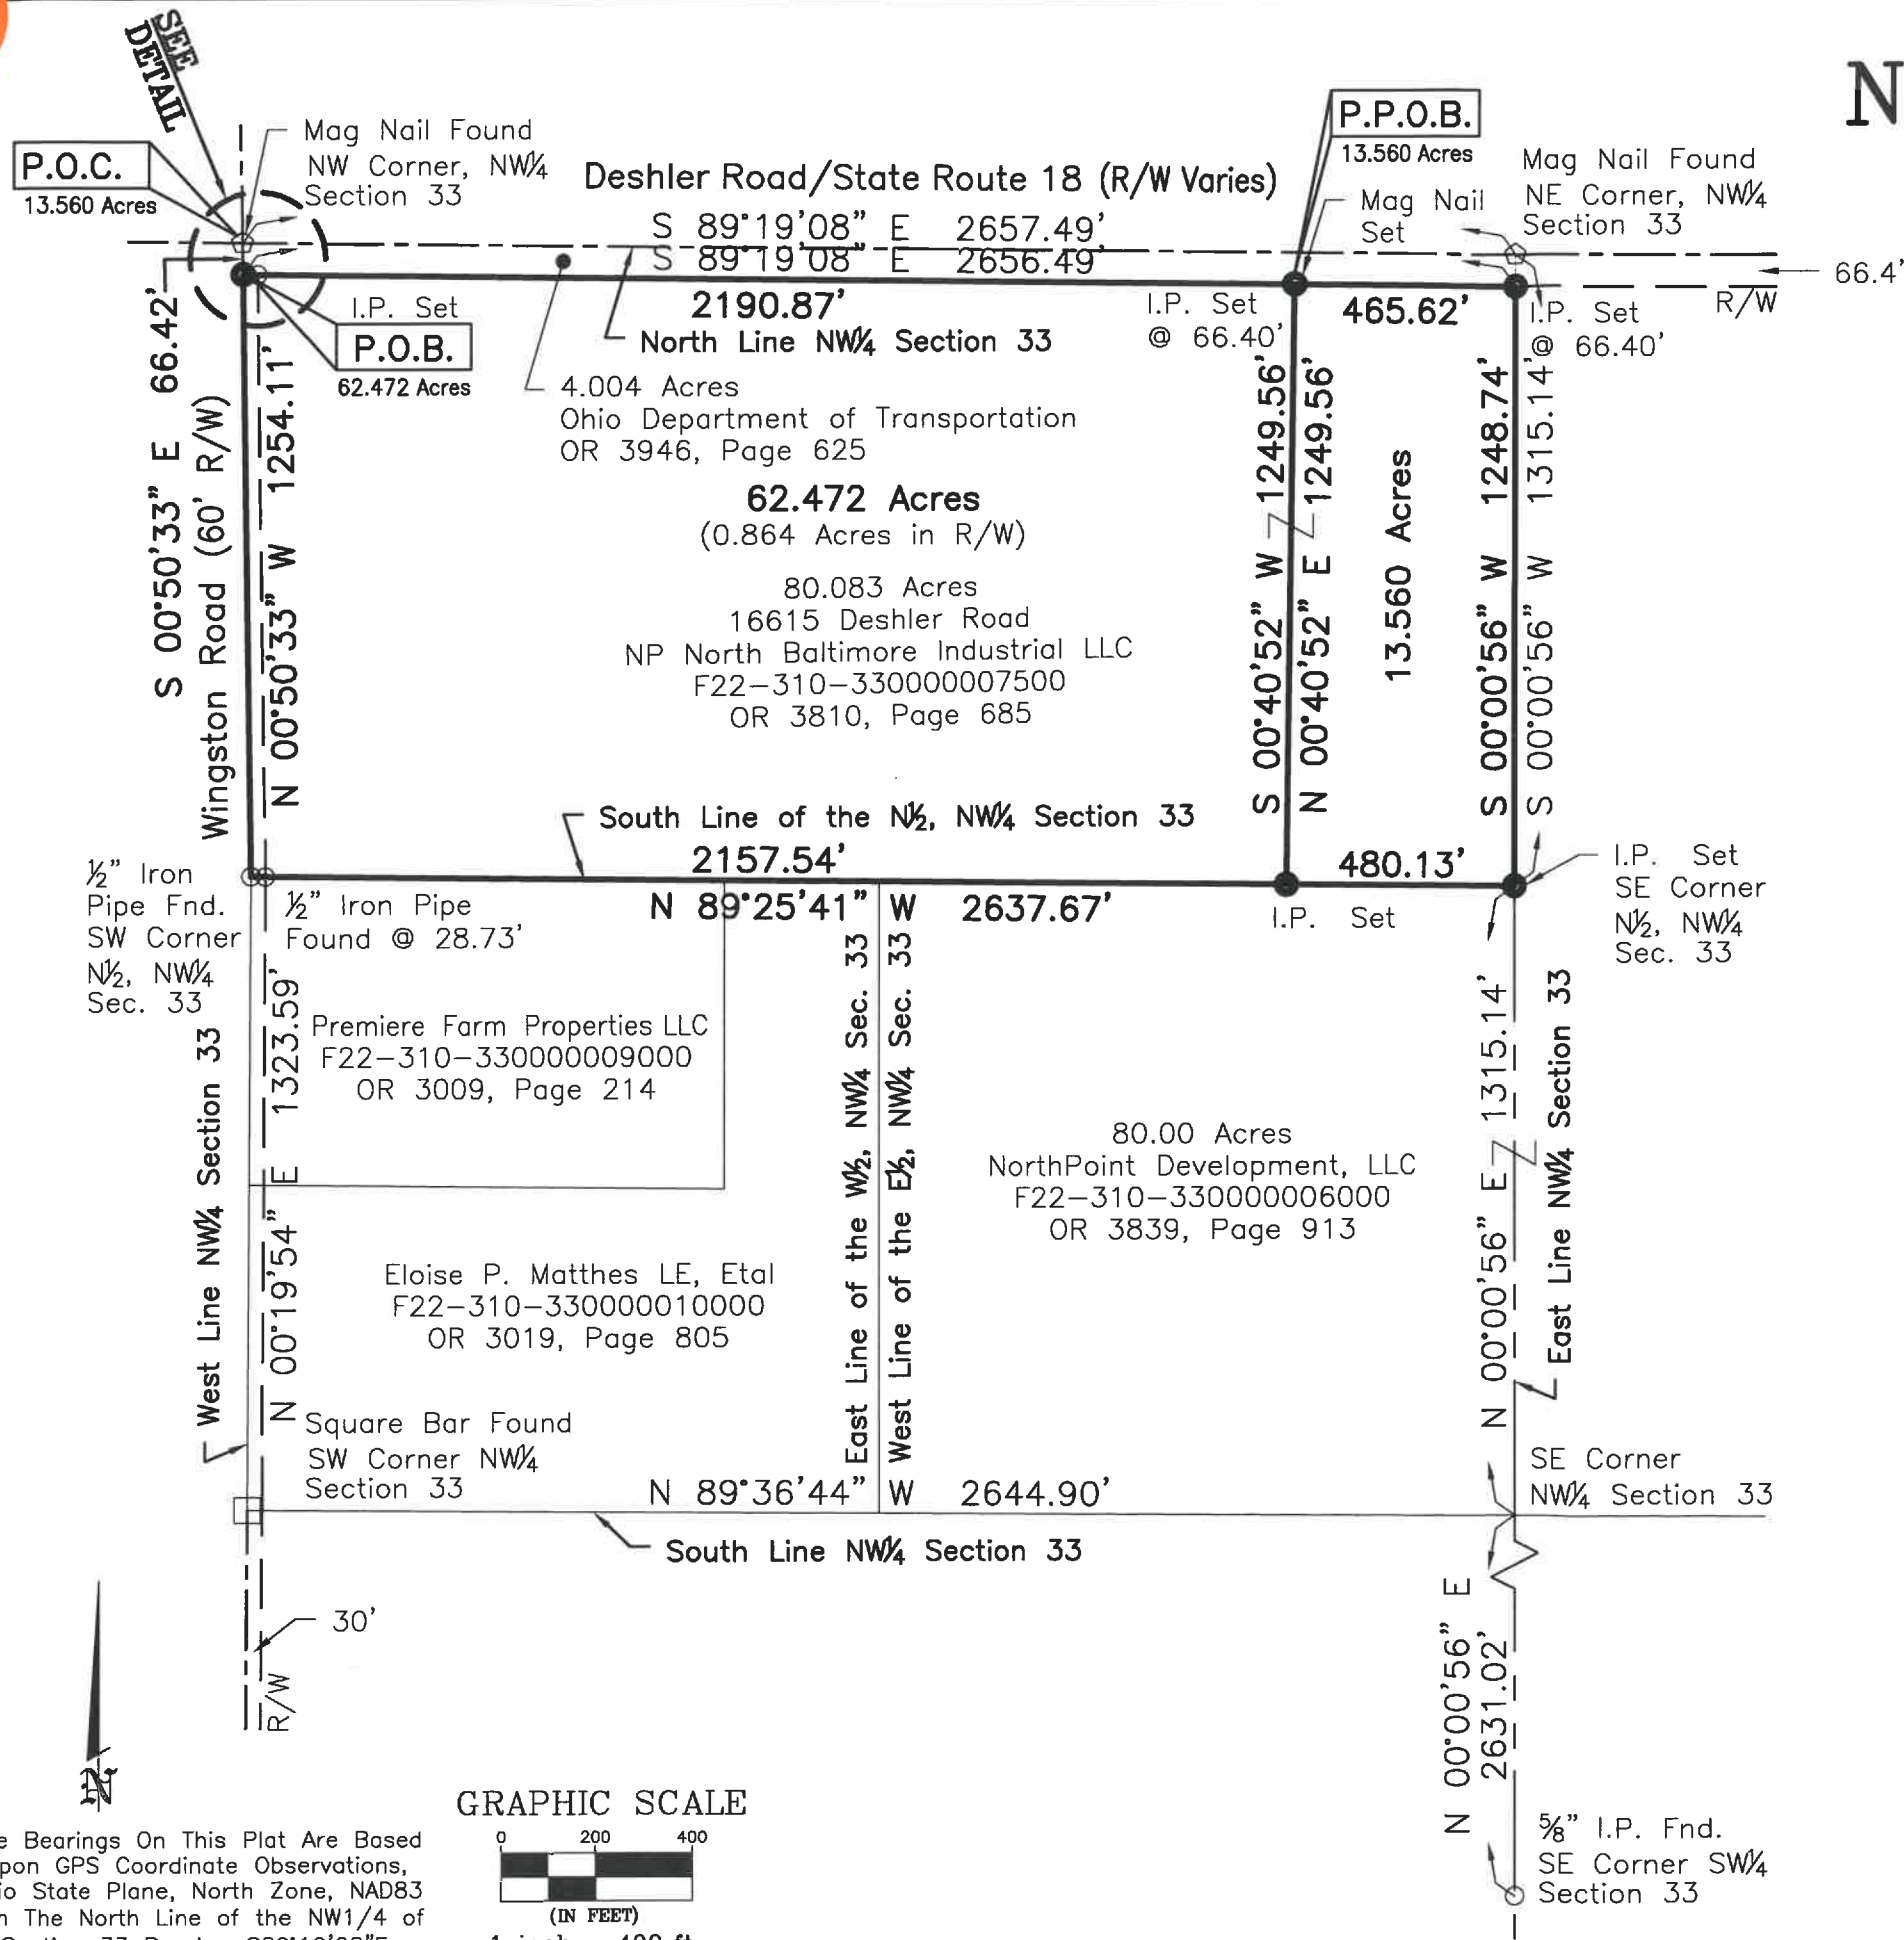 SEE
DETAIL
N
P.O.C.
13.560 Acres
Mag Nail Found
NW Corner, NW¼
Section 33
Deshler Road/State Route 18 (R/W Varies)
S 89°19'08" E 2657.49'
S 89°19'08" E 2656.49'
P.P.O.B.
13.560 Acres
Mag Nail
Set
Mag Nail Found
NE Corner, NW¼
Section 33
66.4'
R/W
2190.87'
North Line NW¼ Section 33
I.P. Set
P.O.B.
62.472 Acres
I.P. Set
@ 66.40'
465.62'
I.P. Set
@ 66.40'
S 00°50'33" E 66.42'
Wingston Road (60' R/W)
N 00°50'33" W 1254.11'
4.004 Acres
Ohio Department of Transportation
OR 3946, Page 625
62.472 Acres
(0.864 Acres in R/W)
80.083 Acres
16615 Deshler Road
NP North Baltimore Industrial LLC
F22-310-330000007500
OR 3810, Page 685
S 00°40'52" W 1249.56'
N 00°40'52" E 1249.56'
13.560 Acres
S 00°00'56" W 1248.74'
S 00°00'56" W 1315.14'
South Line of the N½, NW¼ Section 33
2157.54'
480.13'
N 89°25'41" W 2637.67'
I.P. Set
I.P. Set
SE Corner
N½, NW¼
Sec. 33
½" Iron
Pipe Fnd.
SW Corner
N½, NW¼
Sec. 33
½" Iron Pipe
Found @ 28.73'
West Line NW¼ Section 33
N 00°19'54" E 1323.59'
Premiere Farm Properties LLC
F22-310-330000009000
OR 3009, Page 214
East Line of the W½, NW¼ Sec. 33
West Line of the E½, NW¼ Sec. 33
80.00 Acres
NorthPoint Development, LLC
F22-310-330000006000
OR 3839, Page 913
N 00°00'56" E 1315.14'
East Line NW¼ Section 33
Eloise P. Matthes LE, Etal
F22-310-330000010000
OR 3019, Page 805
Square Bar Found
SW Corner NW¼
Section 33
N 89°36'44" W 2644.90'
South Line NW¼ Section 33
SE Corner
NW¼ Section 33
30'
R/W
N 00°00'56" E
2631.02'
⅝" I.P. Fnd.
SE Corner SW¼
Section 33
N
GRAPHIC SCALE
0 200 400
(IN FEET)
e Bearings On This Plat Are Based
pon GPS Coordinate Observations,
io State Plane, North Zone, NAD83
n The North Line of the NW1/4 of